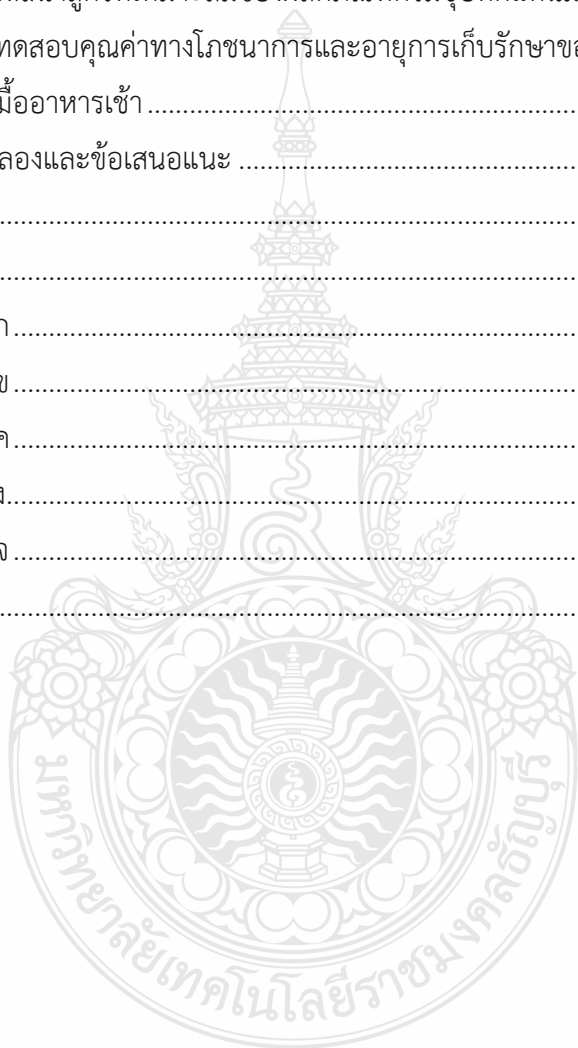 ทดสอบคุณค่าทางโภชนาการและอายุการเก็บรักษาข
มื้ออาหารเช้า ........................................................
ลองและข้อเสนอแนะ ........................................................
........................................................
........................................................
ก ........................................................
ข ........................................................
ค ........................................................
ง ........................................................
จ ........................................................
........................................................
มหาวิทยาลัยเทคโนโลยีราชมงคลธัญบุรี